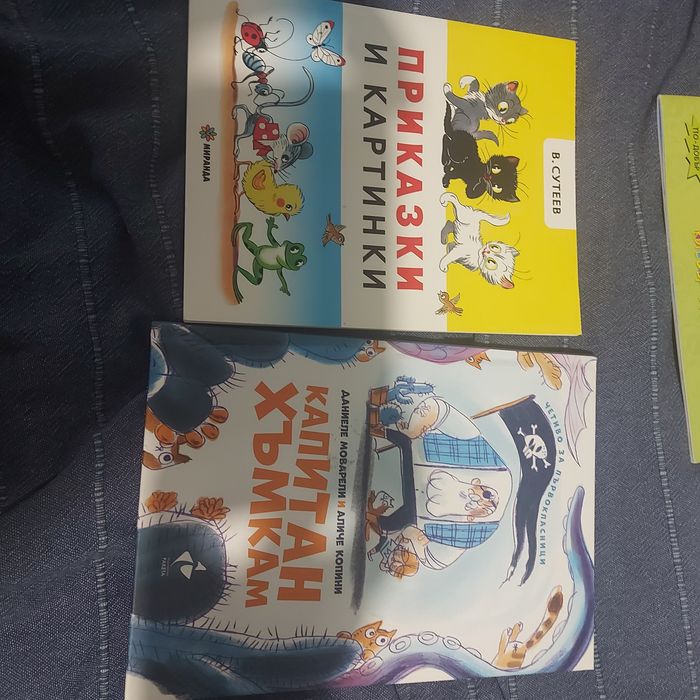 В. СУТЕЕВ
ПРИКАЗКИ
И КАРТИНКИ
МИРАНДА
ЧЕТИВО ЗА ПЪРВОКЛАСНИЦИ
ДАНИЕЛЕ МОВАРЕЛИ И АЛИЧЕ КОПИНИ
КАПИТАН
ХЪМКАМ